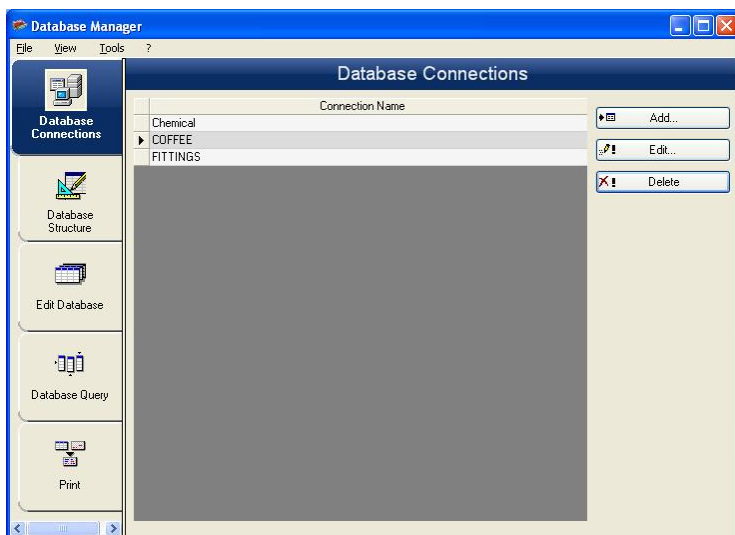 Database Manager
File View Tools ?
Database Connections
Database
Connections
Database
Structure
Edit Database
Database Query
Print
Connection Name
Chemical
COFFEE
FITTINGS
Add...
Edit...
Delete